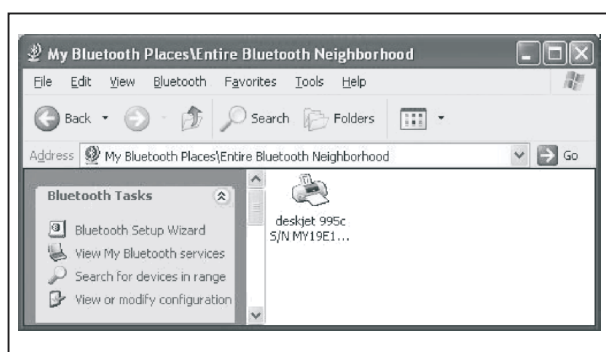 My Bluetooth Places\Entire Bluetooth Neighborhood
File Edit View Bluetooth Favorites Tools Help
Back Search Folders
Address My Bluetooth Places\Entire Bluetooth Neighborhood Go
Bluetooth Tasks
Bluetooth Setup Wizard
View My Bluetooth services
Search for devices in range
View or modify configuration
deskjet 995c
S/N MY19E1...